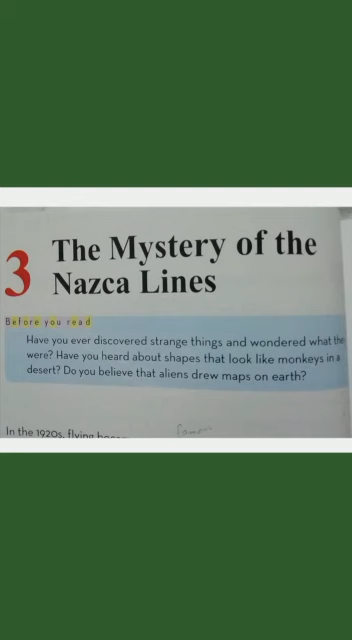 3
The Mystery of the
Nazca Lines
Before you read
Have you ever discovered strange things and wondered what the
were? Have you heard about shapes that look like monkeys in a
desert? Do you believe that aliens drew maps on earth?
In the 1920s, flying